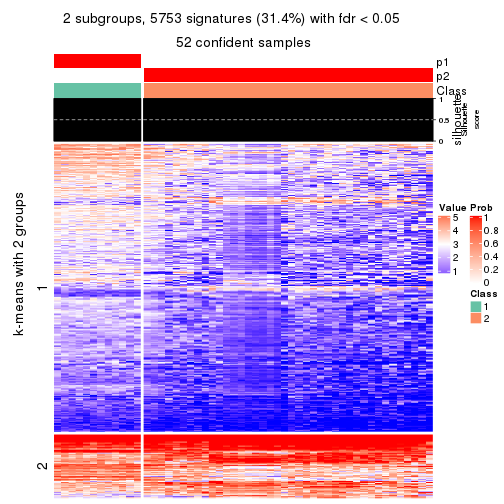 2 subgroups, 5753 signatures (31.4%) with fdr < 0.05
52 confident samples
p1
p2
Class
1
0.5
0
silhouette
Silhouette
score
k-means with 2 groups
1
2
Value
5
4
3
2
1
Prob
1
0.8
0.6
0.4
0.2
0
Class
1
2